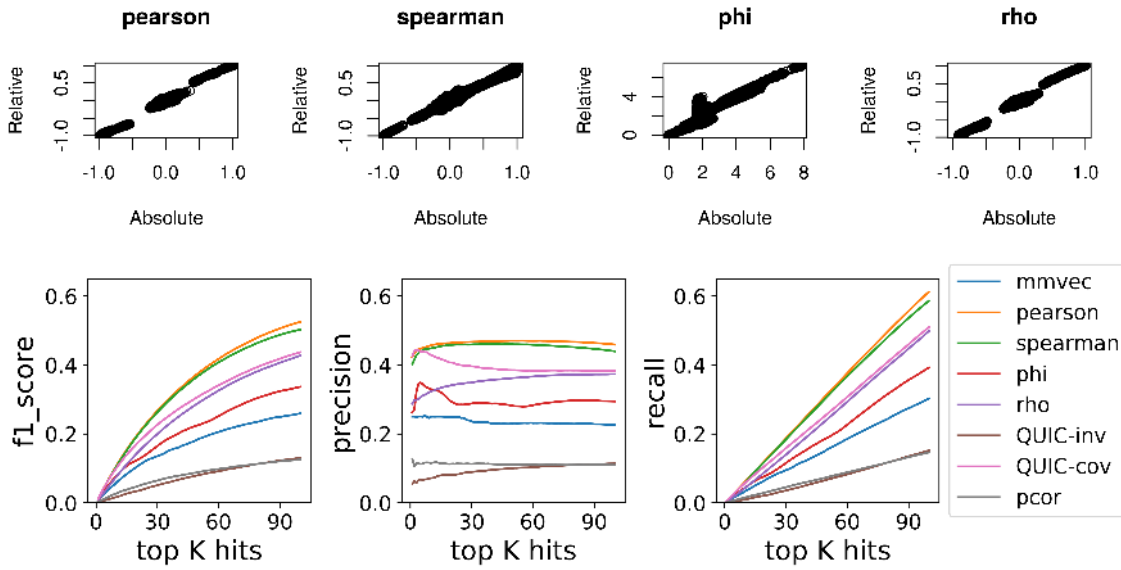 pearson
spearman
phi
rho
Relative
-1.0
0.5
-1.0
0.0
1.0
Absolute
Relative
-1.0
0.5
-1.0
0.0
1.0
Absolute
Relative
0
4
0
2
4
6
8
Absolute
Relative
-1.0
0.5
-1.0
0.0
1.0
Absolute
f1_score
0.6
0.4
0.2
0.0
0
30
60
90
top K hits
precision
0.6
0.4
0.2
0.0
0
30
60
90
top K hits
recall
0.6
0.4
0.2
0.0
0
30
60
90
top K hits
mmvec
pearson
spearman
phi
rho
QUIC-inv
QUIC-cov
pcor